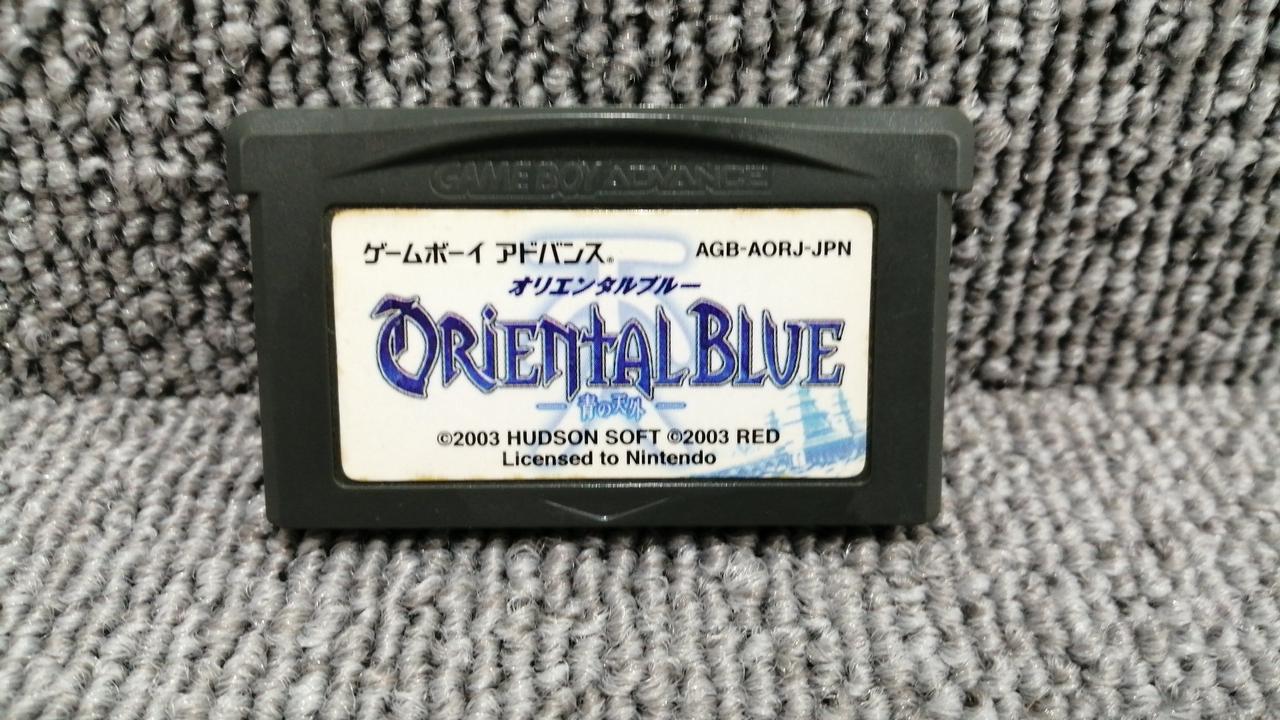 GAME BOY ADVANCE
ゲームボーイ アドバンス® AGB-AORJ-JPN
オリエンタルブルー
ORIENTAL BLUE
青の天外
©2003 HUDSON SOFT ©2003 RED
Licensed to Nintendo